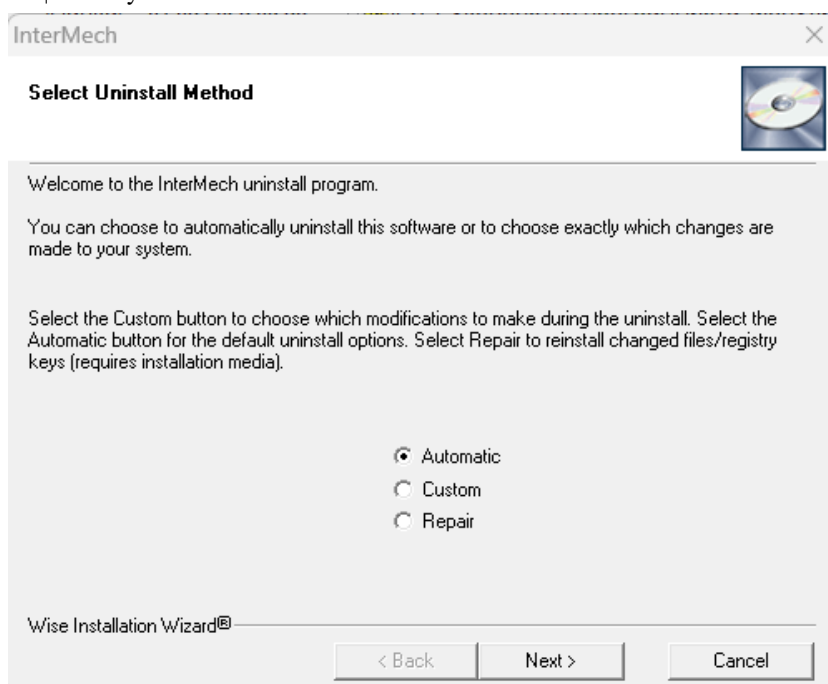 InterMech
Select Uninstall Method
Welcome to the InterMech uninstall program.
You can choose to automatically uninstall this software or to choose exactly which changes are
made to your system.
Select the Custom button to choose which modifications to make during the uninstall. Select the
Automatic button for the default uninstall options. Select Repair to reinstall changed files/registry
keys (requires installation media).
Automatic
Custom
Repair
Wise Installation Wizard®
< Back Next > Cancel